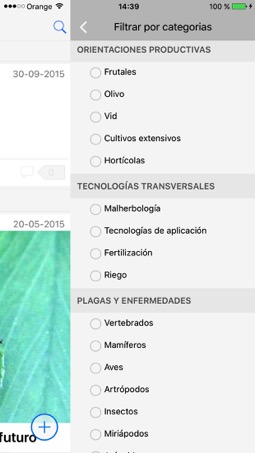 Orange 14:39 100 %
Filtrar por categorias
30-09-2015
0
20-05-2015
futuro
ORIENTACIONES PRODUCTIVAS
Frutales
Olivo
Vid
Cultivos extensivos
Hortícolas
TECNOLOGÍAS TRANSVERSALES
Malherbología
Tecnologías de aplicación
Fertilización
Riego
PLAGAS Y ENFERMEDADES
Vertebrados
Mamíferos
Aves
Artrópodos
Insectos
Miriápodos